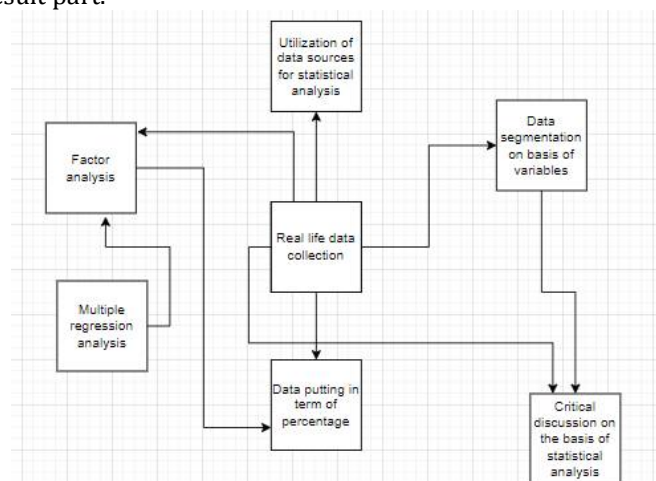 esult part.
Utilization of
data sources
for statistical
analysis
Data
segmentation
on basis of
variables
Factor
analysis
Real life data
collection
Multiple
regression
analysis
Data putting in
term of
percentage
Critical
discussion on
the basis of
statistical
analysis